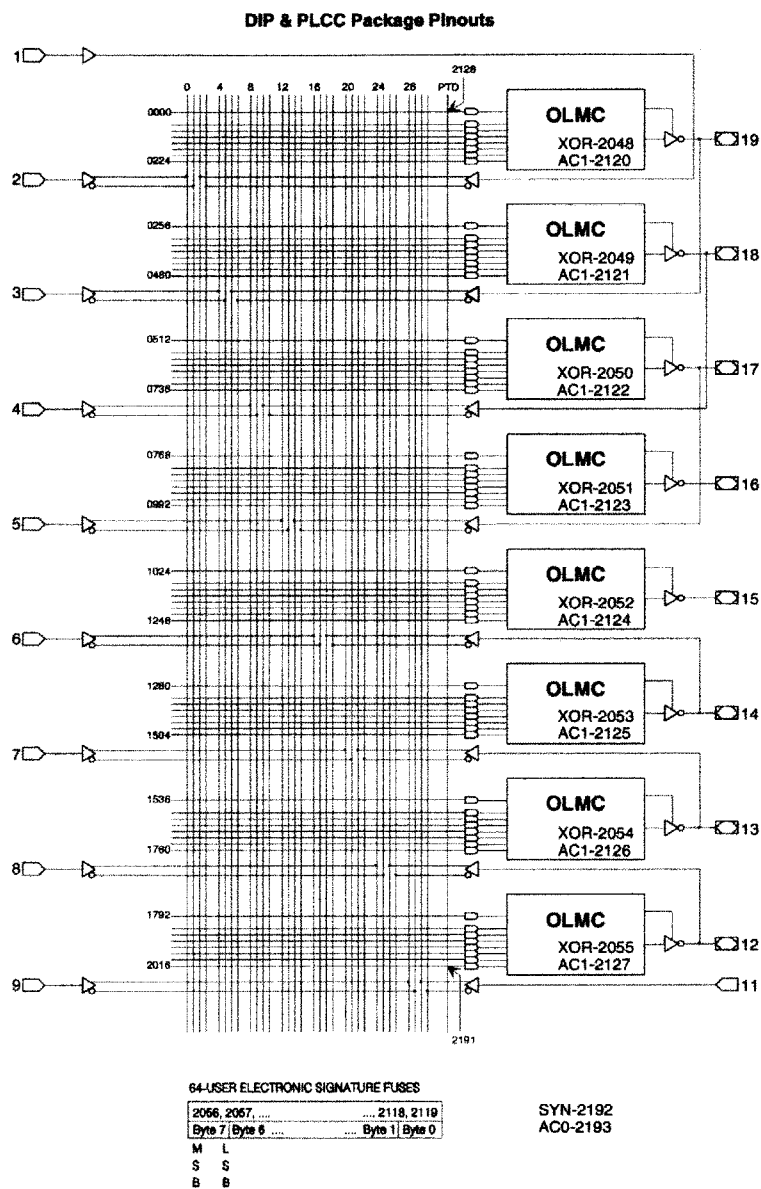 DIP & PLCC Package Pinouts
1
2128
0 4 8 12 16 20 24 28 PTD
0000
OLMC
XOR-2048
AC1-2120
19
0224
2
0256
OLMC
XOR-2049
AC1-2121
18
0480
3
0512
OLMC
XOR-2050
AC1-2122
17
0736
4
0768
OLMC
XOR-2051
AC1-2123
16
0992
5
1024
OLMC
XOR-2052
AC1-2124
15
1248
6
1280
OLMC
XOR-2053
AC1-2125
14
1504
7
1536
OLMC
XOR-2054
AC1-2126
13
1760
8
1792
OLMC
XOR-2055
AC1-2127
12
2016
9
11
2191
64-USER ELECTRONIC SIGNATURE FUSES
2056, 2057, .... .... 2118, 2119
Byte 7 Byte 6 .... .... Byte 1 Byte 0
M L
S S
B B
SYN-2192
AC0-2193